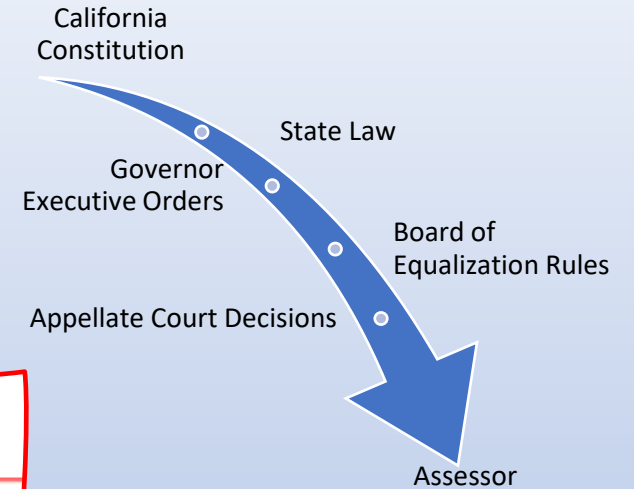 California
Constitution
State Law
Governor
Executive Orders
Board of
Equalization Rules
Appellate Court Decisions
Assessor